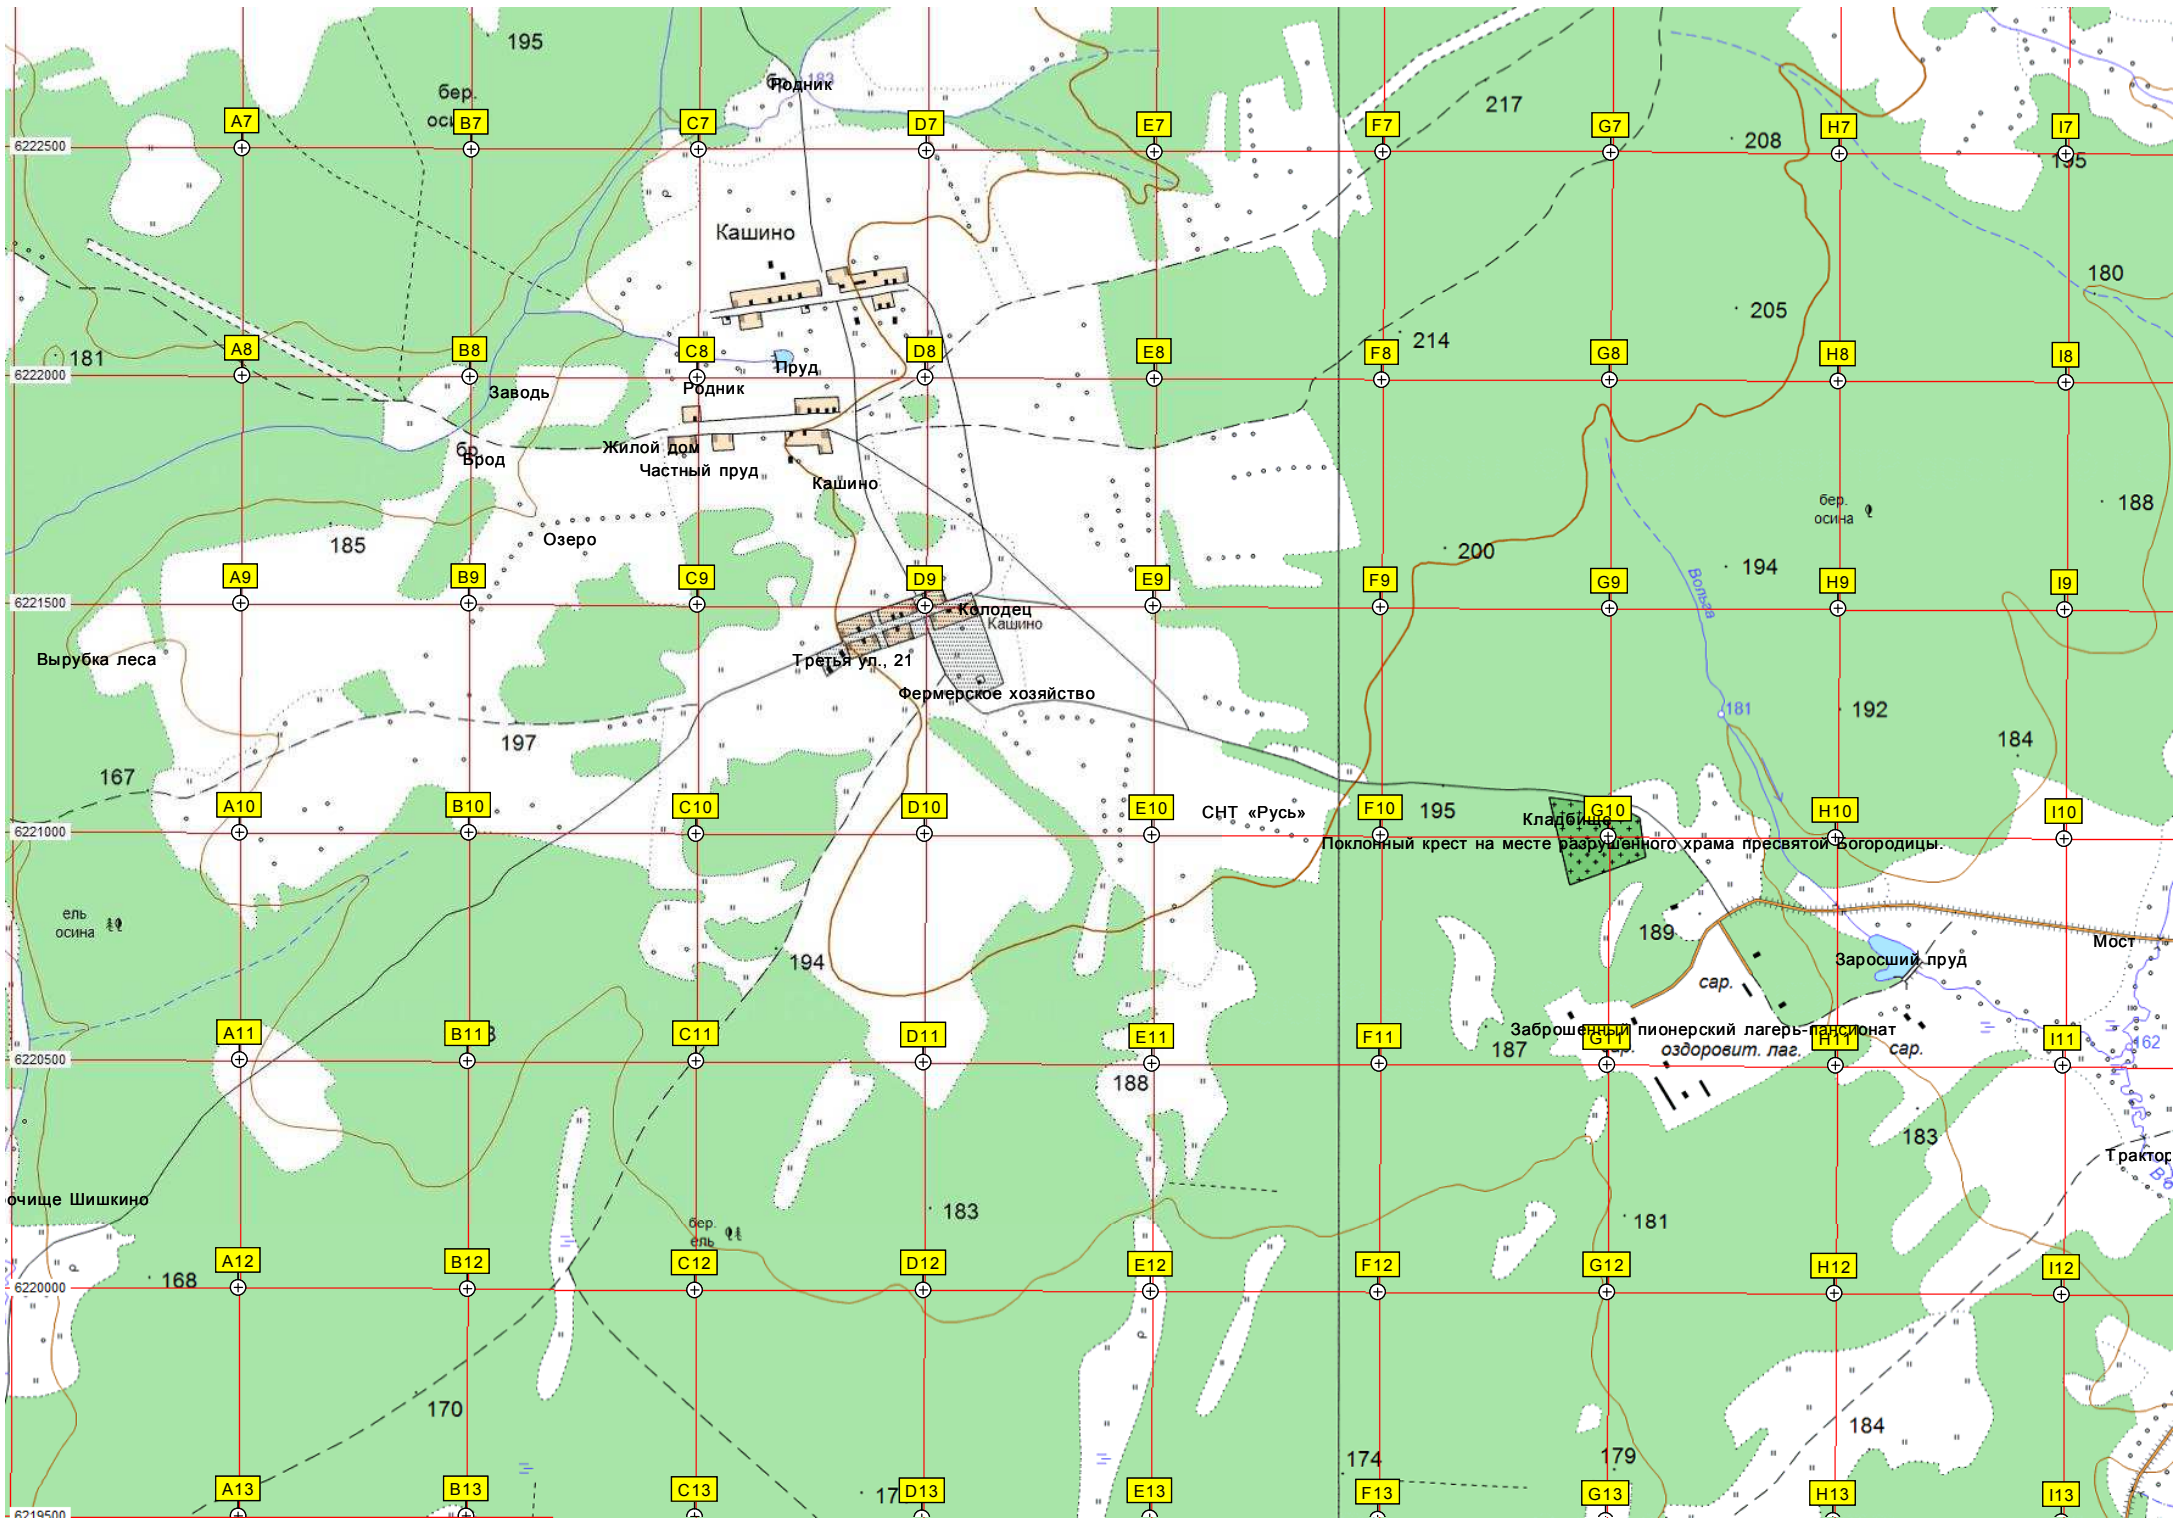 195
бер.
Родник
183
217
A7
B7
C7
D7
E7
F7
G7
H7
I7
208
6222500
195
Кашино
180
205
181
A8
B8
C8
D8
E8
F8
G8
H8
I8
214
Пруд
6222000
Заводь
Родник
бр.
Брод
Жилой дом
Частный пруд
Кашино
бер.
осина
188
185
Озеро
200
194
Вольга
A9
B9
C9
D9
E9
F9
G9
H9
I9
6221500
Колодец
Кашино
Вырубка леса
Третья ул., 21
Фермерское хозяйство
181
192
197
184
167
A10
B10
C10
D10
E10
F10
G10
H10
I10
СНТ «Русь»
195
Кладбище
6221000
Поклонный крест на месте разрушенного храма пресвятой Богородицы.
ель
осина
189
Мост
194
Заросший пруд
сар.
A11
B11
C11
D11
E11
F11
G11
H11
I11
Заброшенный пионерский лагерь-пансионат
187
оздоровит. лаг.
сар.
162
6220500
188
183
Трактор
очище Шишкино
183
181
бер.
ель
A12
B12
C12
D12
E12
F12
G12
H12
I12
168
6220000
170
184
174
179
A13
B13
C13
D13
E13
F13
G13
H13
I13
6219500